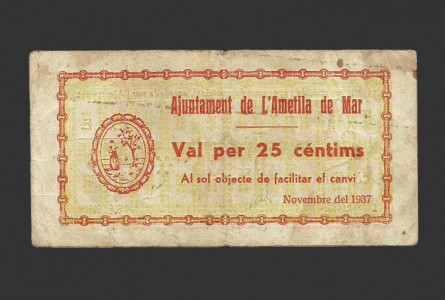 Ajuntament de L'Ametlla de Mar
Val per 25 cèntims
Al sol objecte de facilitar el canvi
Novembre del 1937